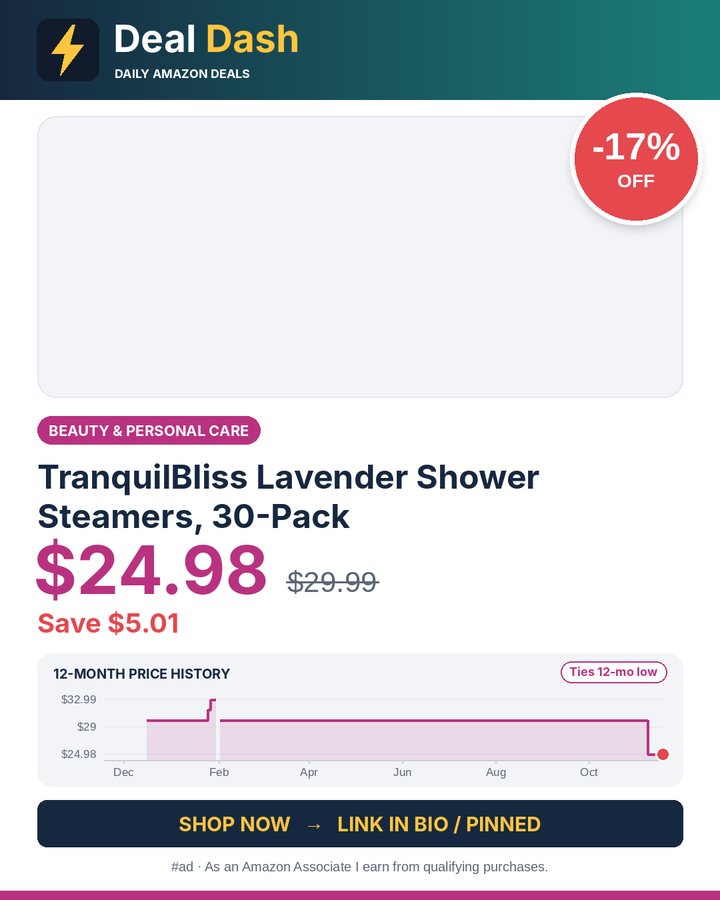 Deal Dash
DAILY AMAZON DEALS
-17%
OFF
BEAUTY & PERSONAL CARE
TranquilBliss Lavender Shower
Steamers, 30-Pack
$24.98 $29.99
Save $5.01
12-MONTH PRICE HISTORY
Ties 12-mo low
$32.99
$29
$24.98
Dec Feb Apr Jun Aug Oct
SHOP NOW → LINK IN BIO / PINNED
#ad · As an Amazon Associate I earn from qualifying purchases.